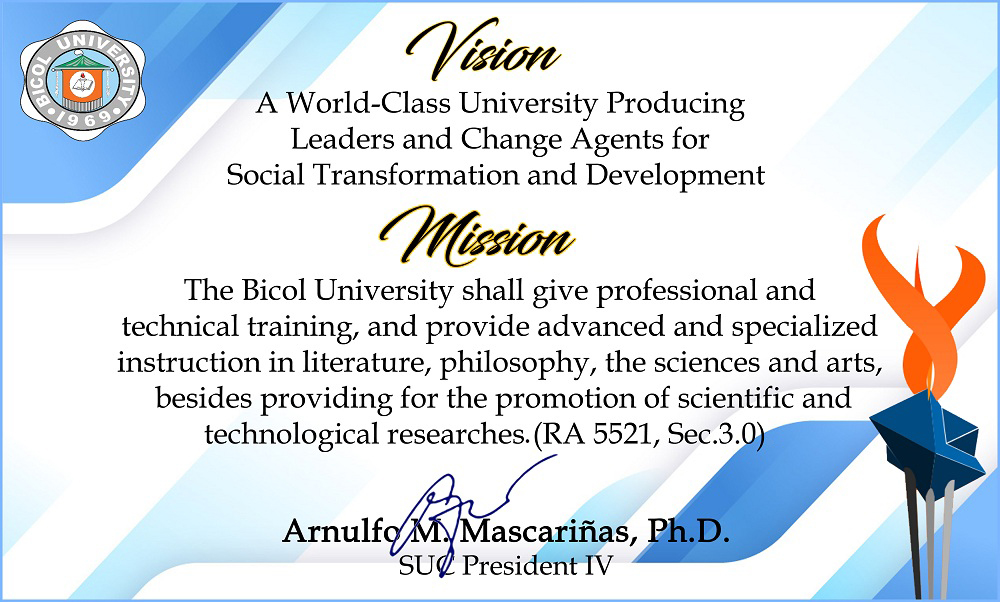 BICOL UNIVERSITY
1969
Vision
A World-Class University Producing
Leaders and Change Agents for
Social Transformation and Development
Mission
The Bicol University shall give professional and
technical training, and provide advanced and specialized
instruction in literature, philosophy, the sciences and arts,
besides providing for the promotion of scientific and
technological researches.(RA 5521, Sec.3.0)
Arnulfo M. Mascariñas, Ph.D.
SUC President IV